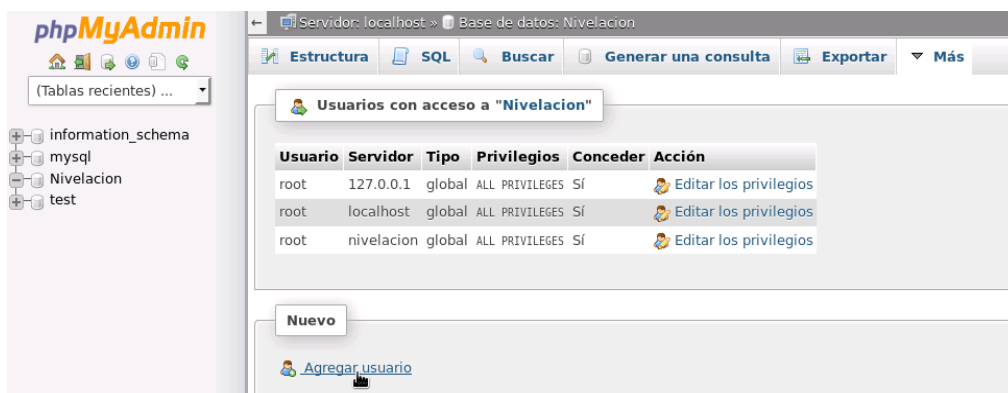 phpMyAdmin
(Tablas recientes) ...
information_schema
mysql
Nivelacion
test
Servidor: localhost » Base de datos: Nivelacion
Estructura SQL Buscar Generar una consulta Exportar Más
Usuarios con acceso a "Nivelacion"
Usuario Servidor Tipo Privilegios Conceder Acción
root 127.0.0.1 global ALL PRIVILEGES Sí Editar los privilegios
root localhost global ALL PRIVILEGES Sí Editar los privilegios
root nivelacion global ALL PRIVILEGES Sí Editar los privilegios
Nuevo
Agregar usuario